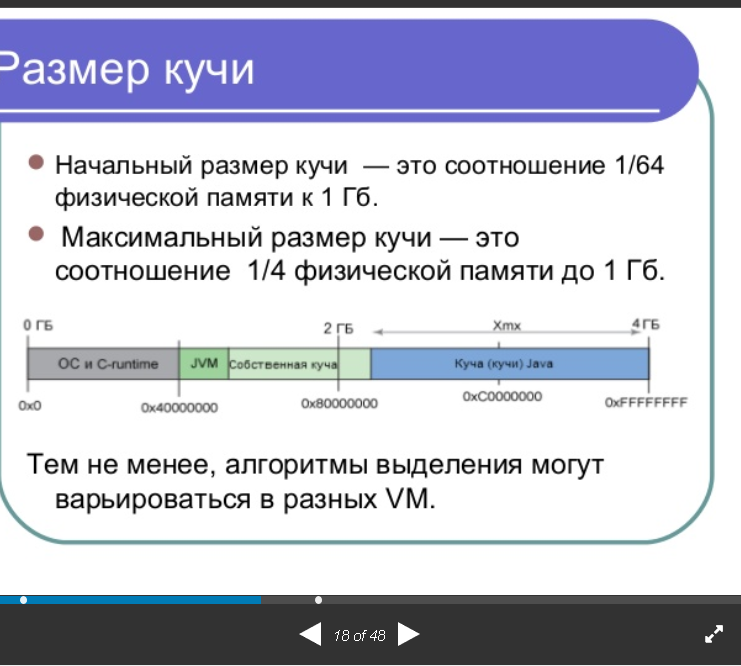 Размер кучи
Начальный размер кучи — это соотношение 1/64
физической памяти к 1 Гб.
Максимальный размер кучи — это
соотношение 1/4 физической памяти до 1 Гб.
0 ГБ
2 ГБ
Xmx
4 ГБ
ОС и C-runtime
JVM
Собственная куча
Куча (кучи) Java
0x0
0x40000000
0x80000000
0xC0000000
0xFFFFFFFF
Тем не менее, алгоритмы выделения могут
варьироваться в разных VM.
18 of 48